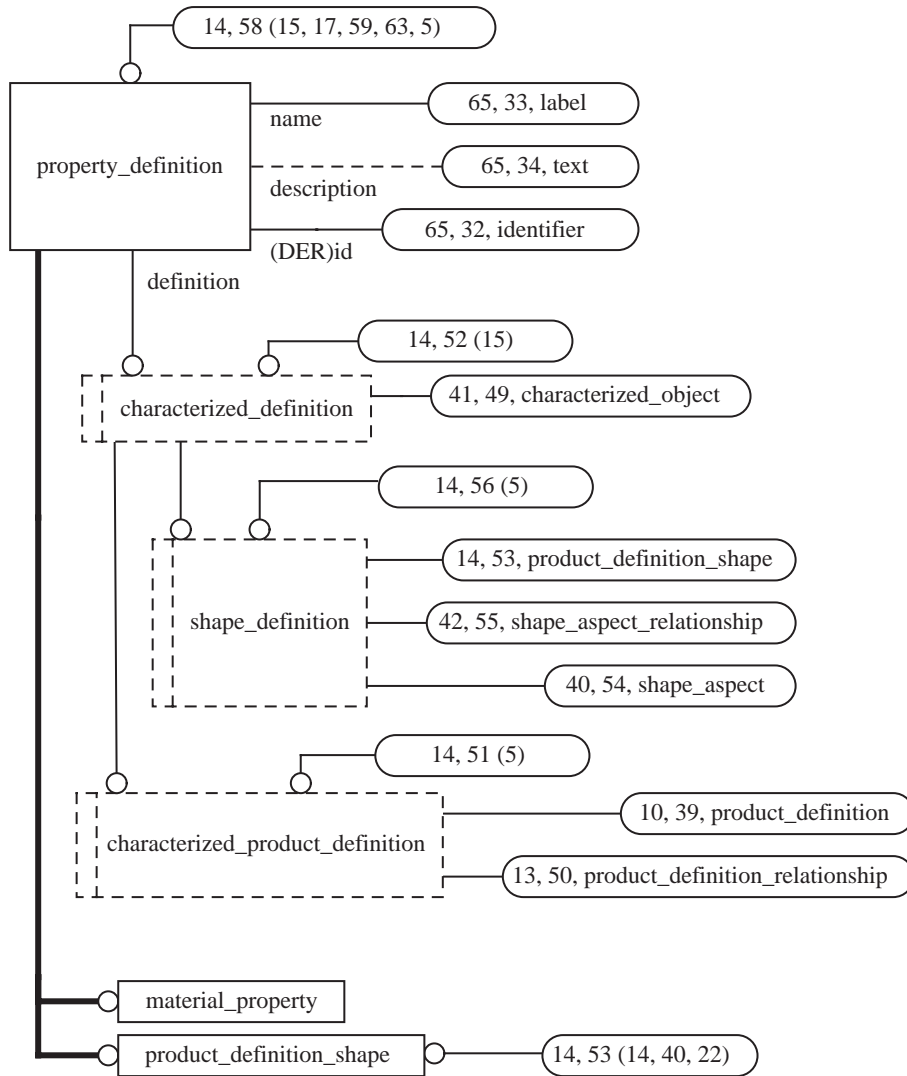 14, 58 (15, 17, 59, 63, 5)
65, 33, label
name
property_definition
65, 34, text
description
65, 32, identifier
(DER)id
definition
14, 52 (15)
characterized_definition
41, 49, characterized_object
14, 56 (5)
14, 53, product_definition_shape
shape_definition
42, 55, shape_aspect_relationship
40, 54, shape_aspect
14, 51 (5)
10, 39, product_definition
characterized_product_definition
13, 50, product_definition_relationship
material_property
product_definition_shape
14, 53 (14, 40, 22)